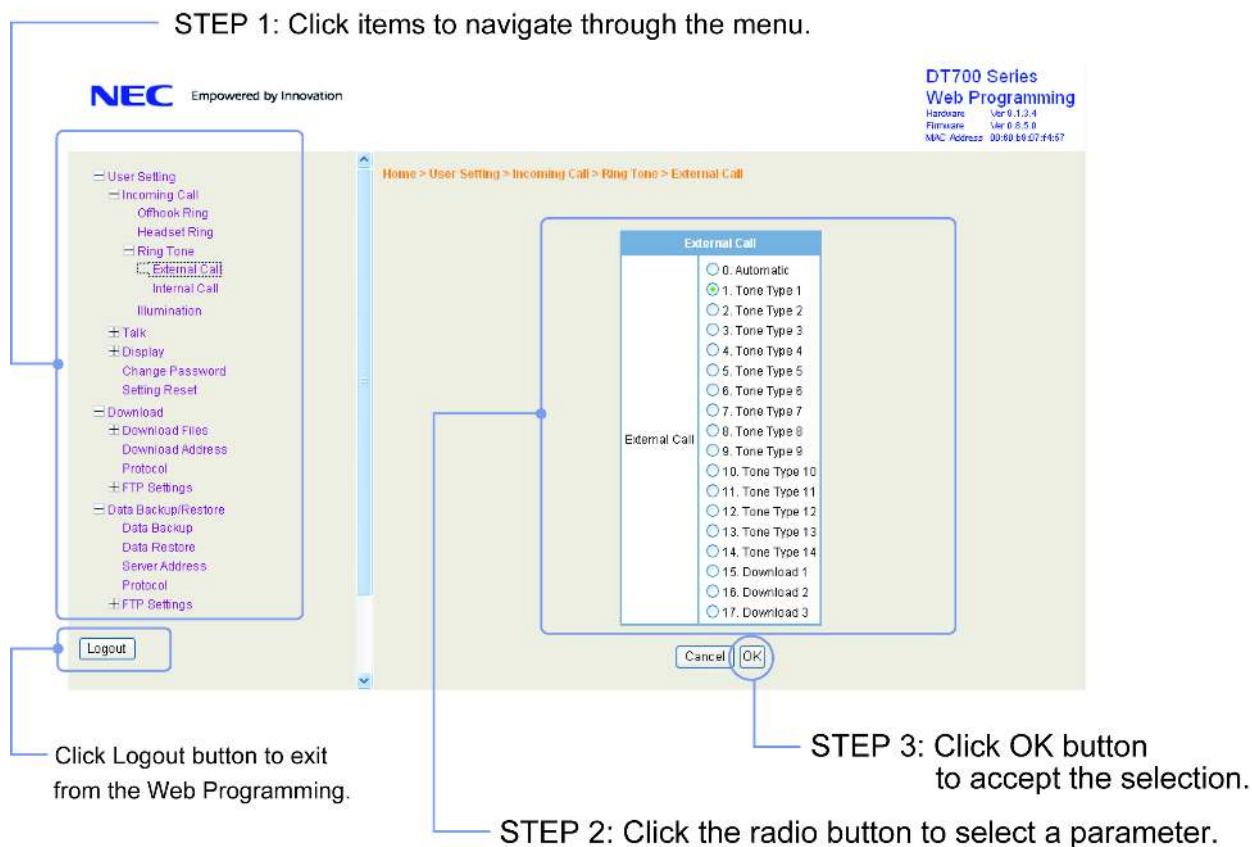 STEP 1: Click items to navigate through the menu.
NEC Empowered by Innovation
DT700 Series
Web Programming
Hardware Ver 9.1.3.4
Firmware Ver 0.8.5.0
MAC Address
User Setting
Incoming Call
Offhook Ring
Headset Ring
Ring Tone
External Call
Internal Call
Illumination
Talk
Display
Change Password
Setting Reset
Download
Download Files
Download Address
Protocol
FTP Settings
Data Backup/Restore
Data Backup
Data Restore
Server Address
Protocol
FTP Settings
Logout
Home > User Setting > Incoming Call > Ring Tone > External Call
External Call
External Call
0. Automatic
1. Tone Type 1
2. Tone Type 2
3. Tone Type 3
4. Tone Type 4
5. Tone Type 5
6. Tone Type 6
7. Tone Type 7
8. Tone Type 8
9. Tone Type 9
10. Tone Type 10
11. Tone Type 11
12. Tone Type 12
13. Tone Type 13
14. Tone Type 14
15. Download 1
16. Download 2
17. Download 3
Cancel OK
Click Logout button to exit
from the Web Programming.
STEP 3: Click OK button
to accept the selection.
STEP 2: Click the radio button to select a parameter.